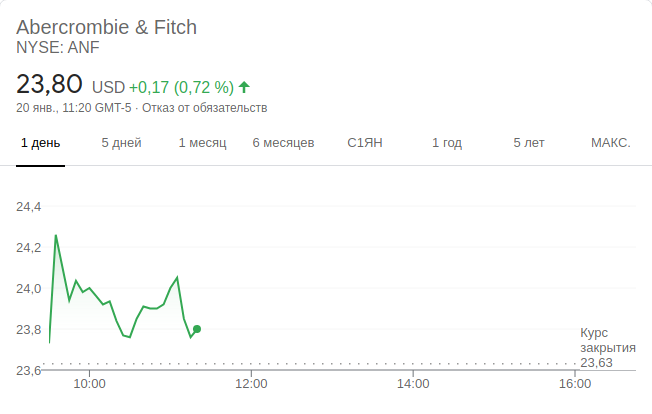 Abercrombie & Fitch
NYSE: ANF
23,80 USD +0,17 (0,72 %)
20 янв., 11:20 GMT-5 · Отказ от обязательств
1 день 5 дней 1 месяц 6 месяцев С1ЯН 1 год 5 лет МАКС.
24,4
24,2
24,0
23,8
Курс
закрытия
23,63
23,6
10:00 12:00 14:00 16:00